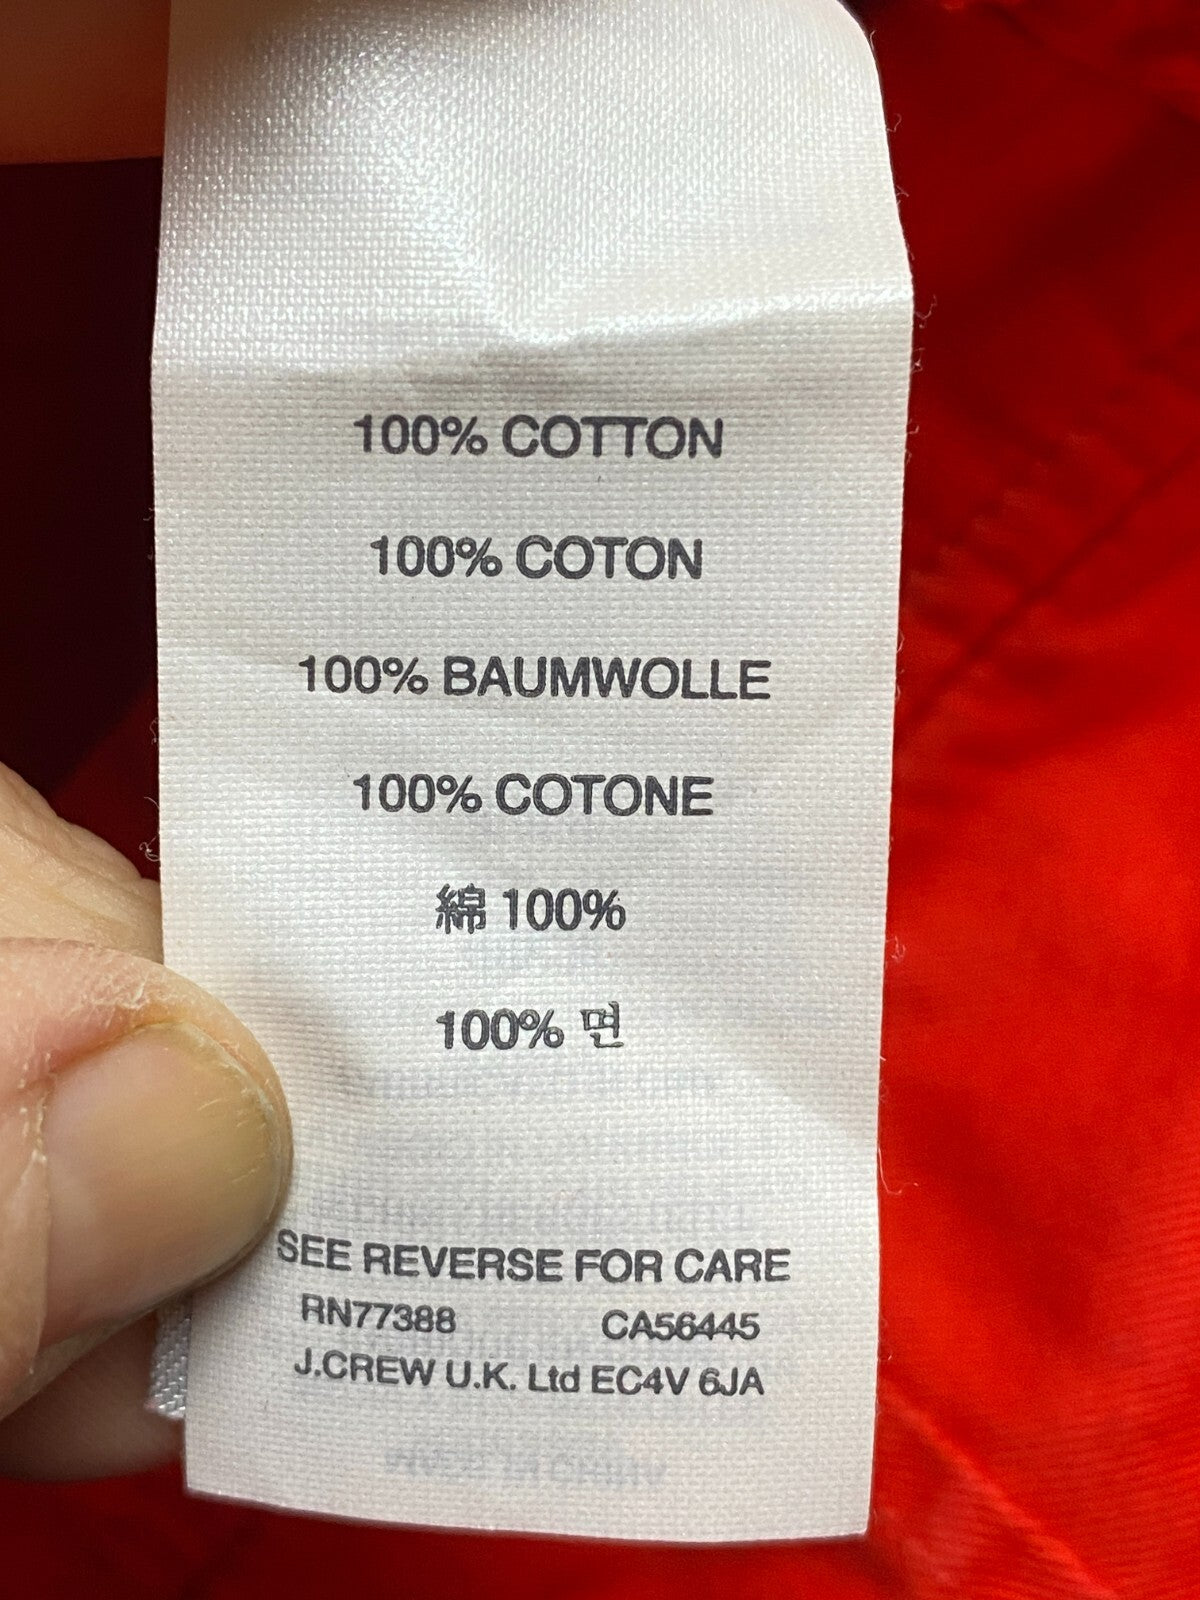 100% COTTON
100% COTON
100% BAUMWOLLE
100% COTONE
綿 100%
100% 면
SEE REVERSE FOR CARE
RN77388 CA56445
J.CREW U.K. Ltd EC4V 6JA